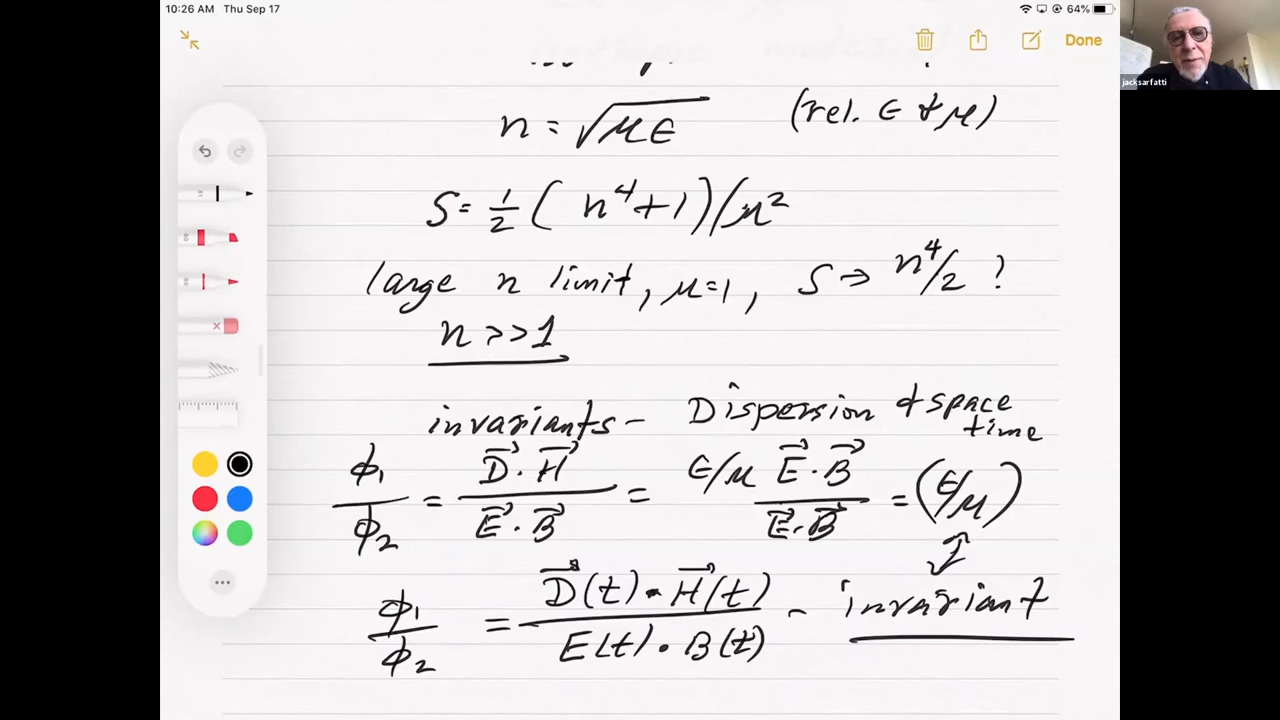 10:26 AM Thu Sep 17
64%
Done
jacksarfatti
n = √με (rel. ε & μ)
S = 1/2 ( n⁴+1)/μ²
large n limit, μ=1, S ⇒ n⁴/2 ?
n >> 1
invariants – Dispersion & space
time
ϕ₁/ϕ₂ = D⃗ · H⃗ / E⃗ · B⃗ = ε/μ E⃗ · B⃗ / E⃗ · B⃗ = (ε/μ)
ϕ₁/ϕ₂ = D⃗(t) · H⃗(t) / E(t) · B(t) – invariant